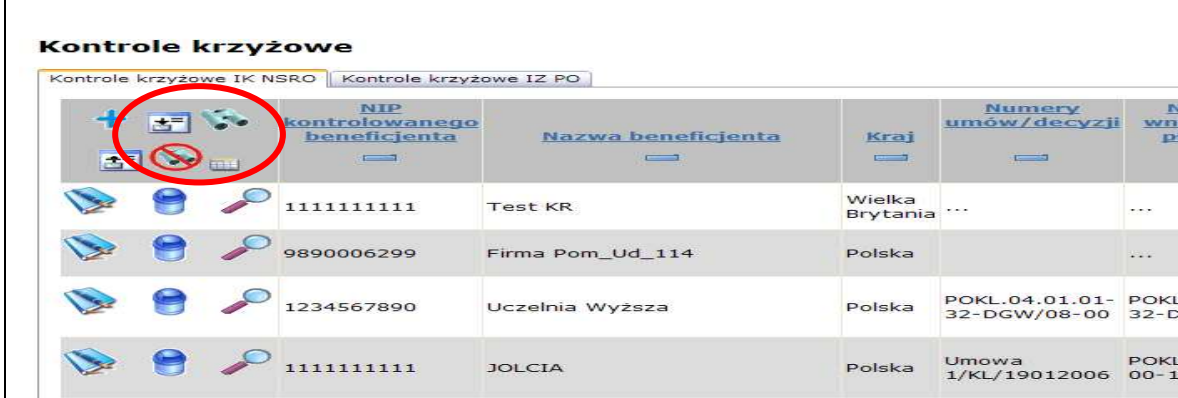 Kontrole krzyżowe
Kontrole krzyżowe IK NSRO Kontrole krzyżowe IZ PO
NIP kontrolowanego beneficjenta
Nazwa beneficjenta
Kraj
Numery umów/decyzji
1111111111 Test KR Wielka Brytania ... ...
9890006299 Firma Pom_Ud_114 Polska ...
1234567890 Uczelnia Wyższa Polska POKL.04.01.01-32-DGW/08-00
1111111111 JOLCIA Polska Umowa 1/KL/19012006